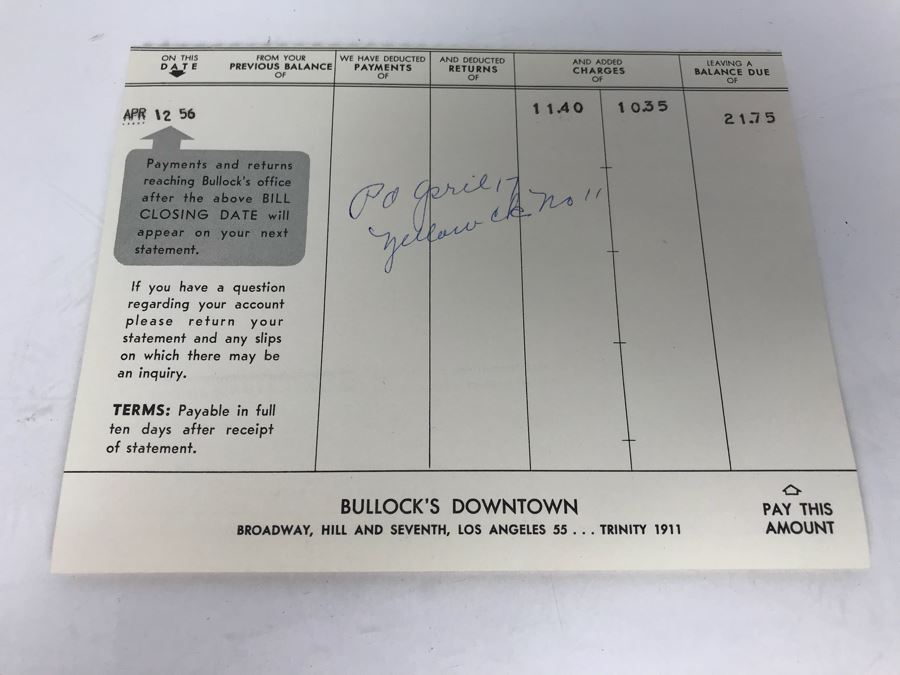 ON THIS
DATE
FROM YOUR
PREVIOUS BALANCE
OF
WE HAVE DEDUCTED
PAYMENTS
OF
AND DEDUCTED
RETURNS
OF
AND ADDED
CHARGES
OF
LEAVING A
BALANCE DUE
OF
APR 12 56
11.40 10.35
21.75
Payments and returns
reaching Bullock's office
after the above BILL
CLOSING DATE will
appear on your next
statement.
Pd April 17
Yellow ck No 11
If you have a question
regarding your account
please return your
statement and any slips
on which there may be
an inquiry.
TERMS: Payable in full
ten days after receipt
of statement.
BULLOCK'S DOWNTOWN
BROADWAY, HILL AND SEVENTH, LOS ANGELES 55 . . . TRINITY 1911
PAY THIS
AMOUNT